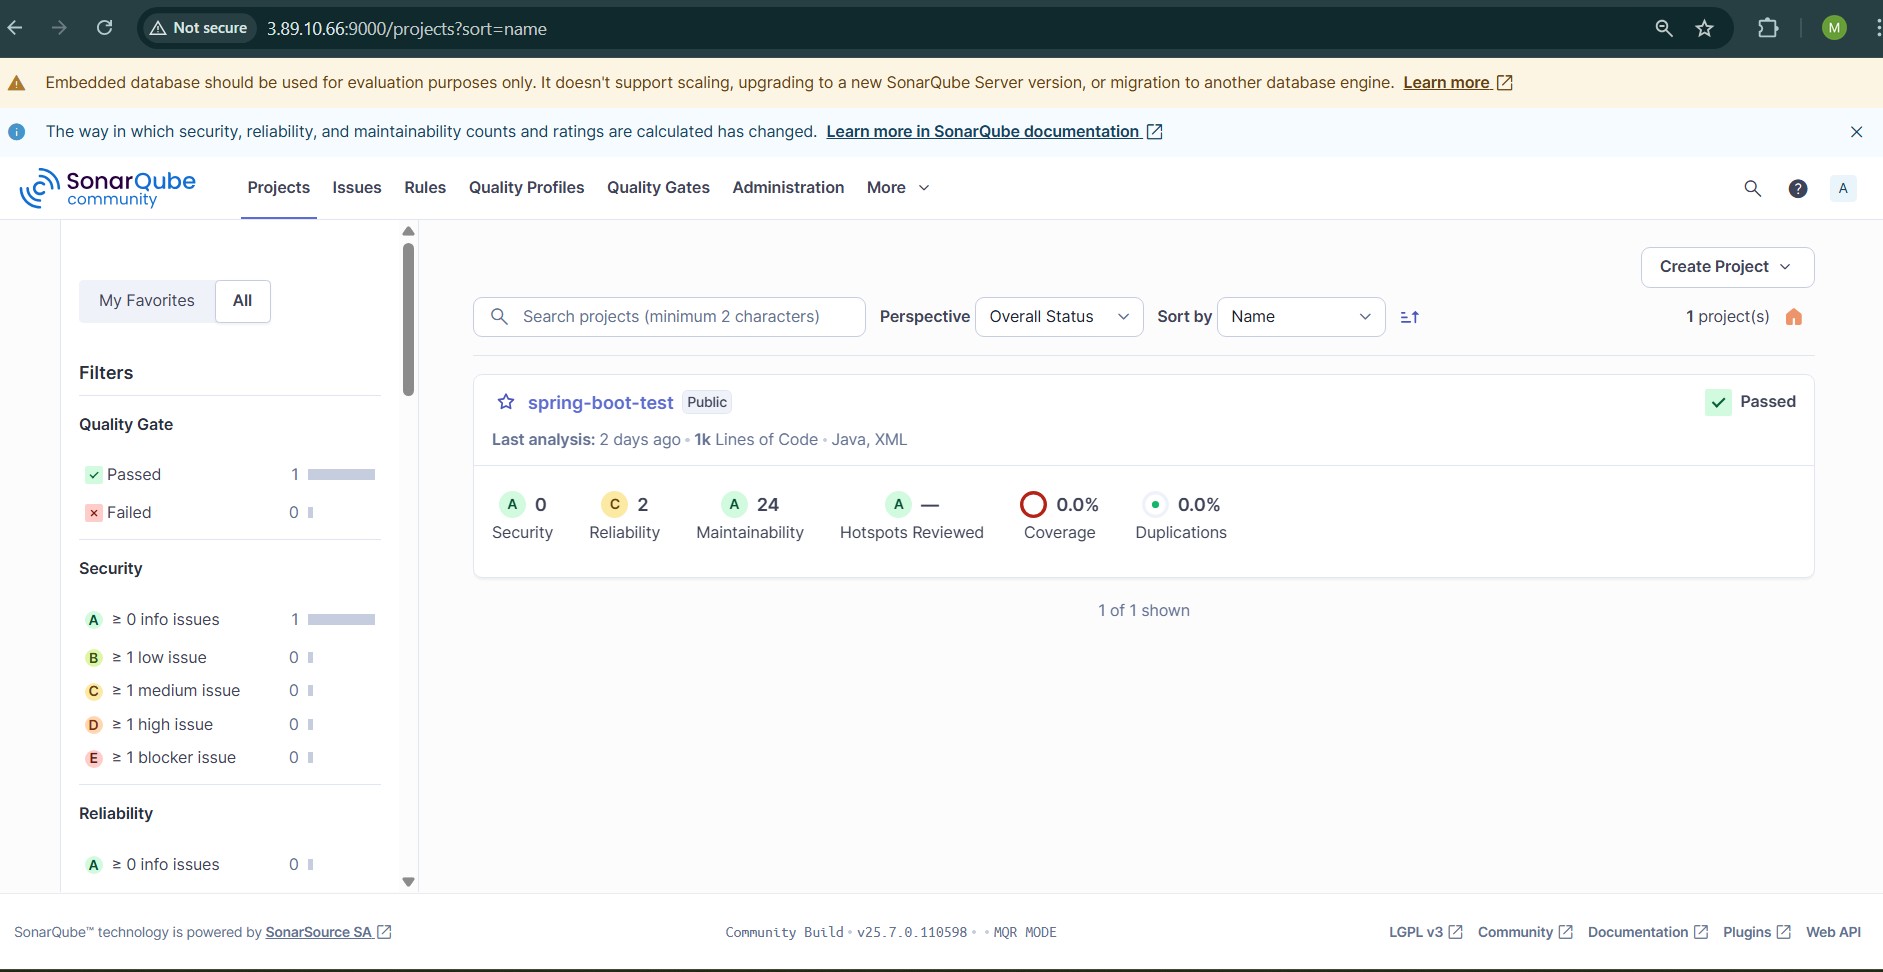 Not secure 3.89.10.66:9000/projects?sort=name M
Embedded database should be used for evaluation purposes only. It doesn't support scaling, upgrading to a new SonarQube Server version, or migration to another database engine. Learn more
The way in which security, reliability, and maintainability counts and ratings are calculated has changed. Learn more in SonarQube documentation
SonarQube community
Projects Issues Rules Quality Profiles Quality Gates Administration More ? A
My Favorites All
Filters
Quality Gate
Passed 1
Failed 0
Security
A ≥ 0 info issues 1
B ≥ 1 low issue 0
C ≥ 1 medium issue 0
D ≥ 1 high issue 0
E ≥ 1 blocker issue 0
Reliability
A ≥ 0 info issues 0
Create Project
Search projects (minimum 2 characters) Perspective Overall Status Sort by Name 1 project(s)
spring-boot-test Public Passed
Last analysis: 2 days ago • 1k Lines of Code • Java, XML
A 0 C 2 A 24 A — 0.0% 0.0%
Security Reliability Maintainability Hotspots Reviewed Coverage Duplications
1 of 1 shown
SonarQube™ technology is powered by SonarSource SA
Community Build • v25.7.0.110598 • • MQR MODE
LGPL v3 Community Documentation Plugins Web API